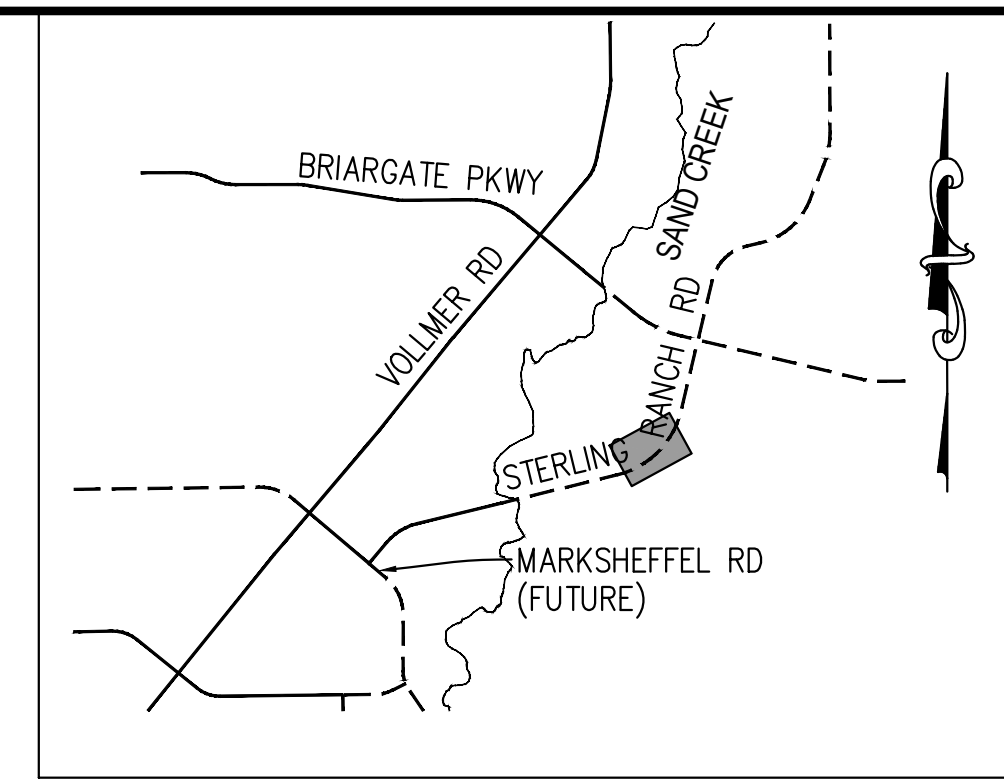 BRIARGATE PKWY
SAND CREEK
VOLLMER RD
STERLING RANCH RD
MARKSHEFFEL RD
(FUTURE)